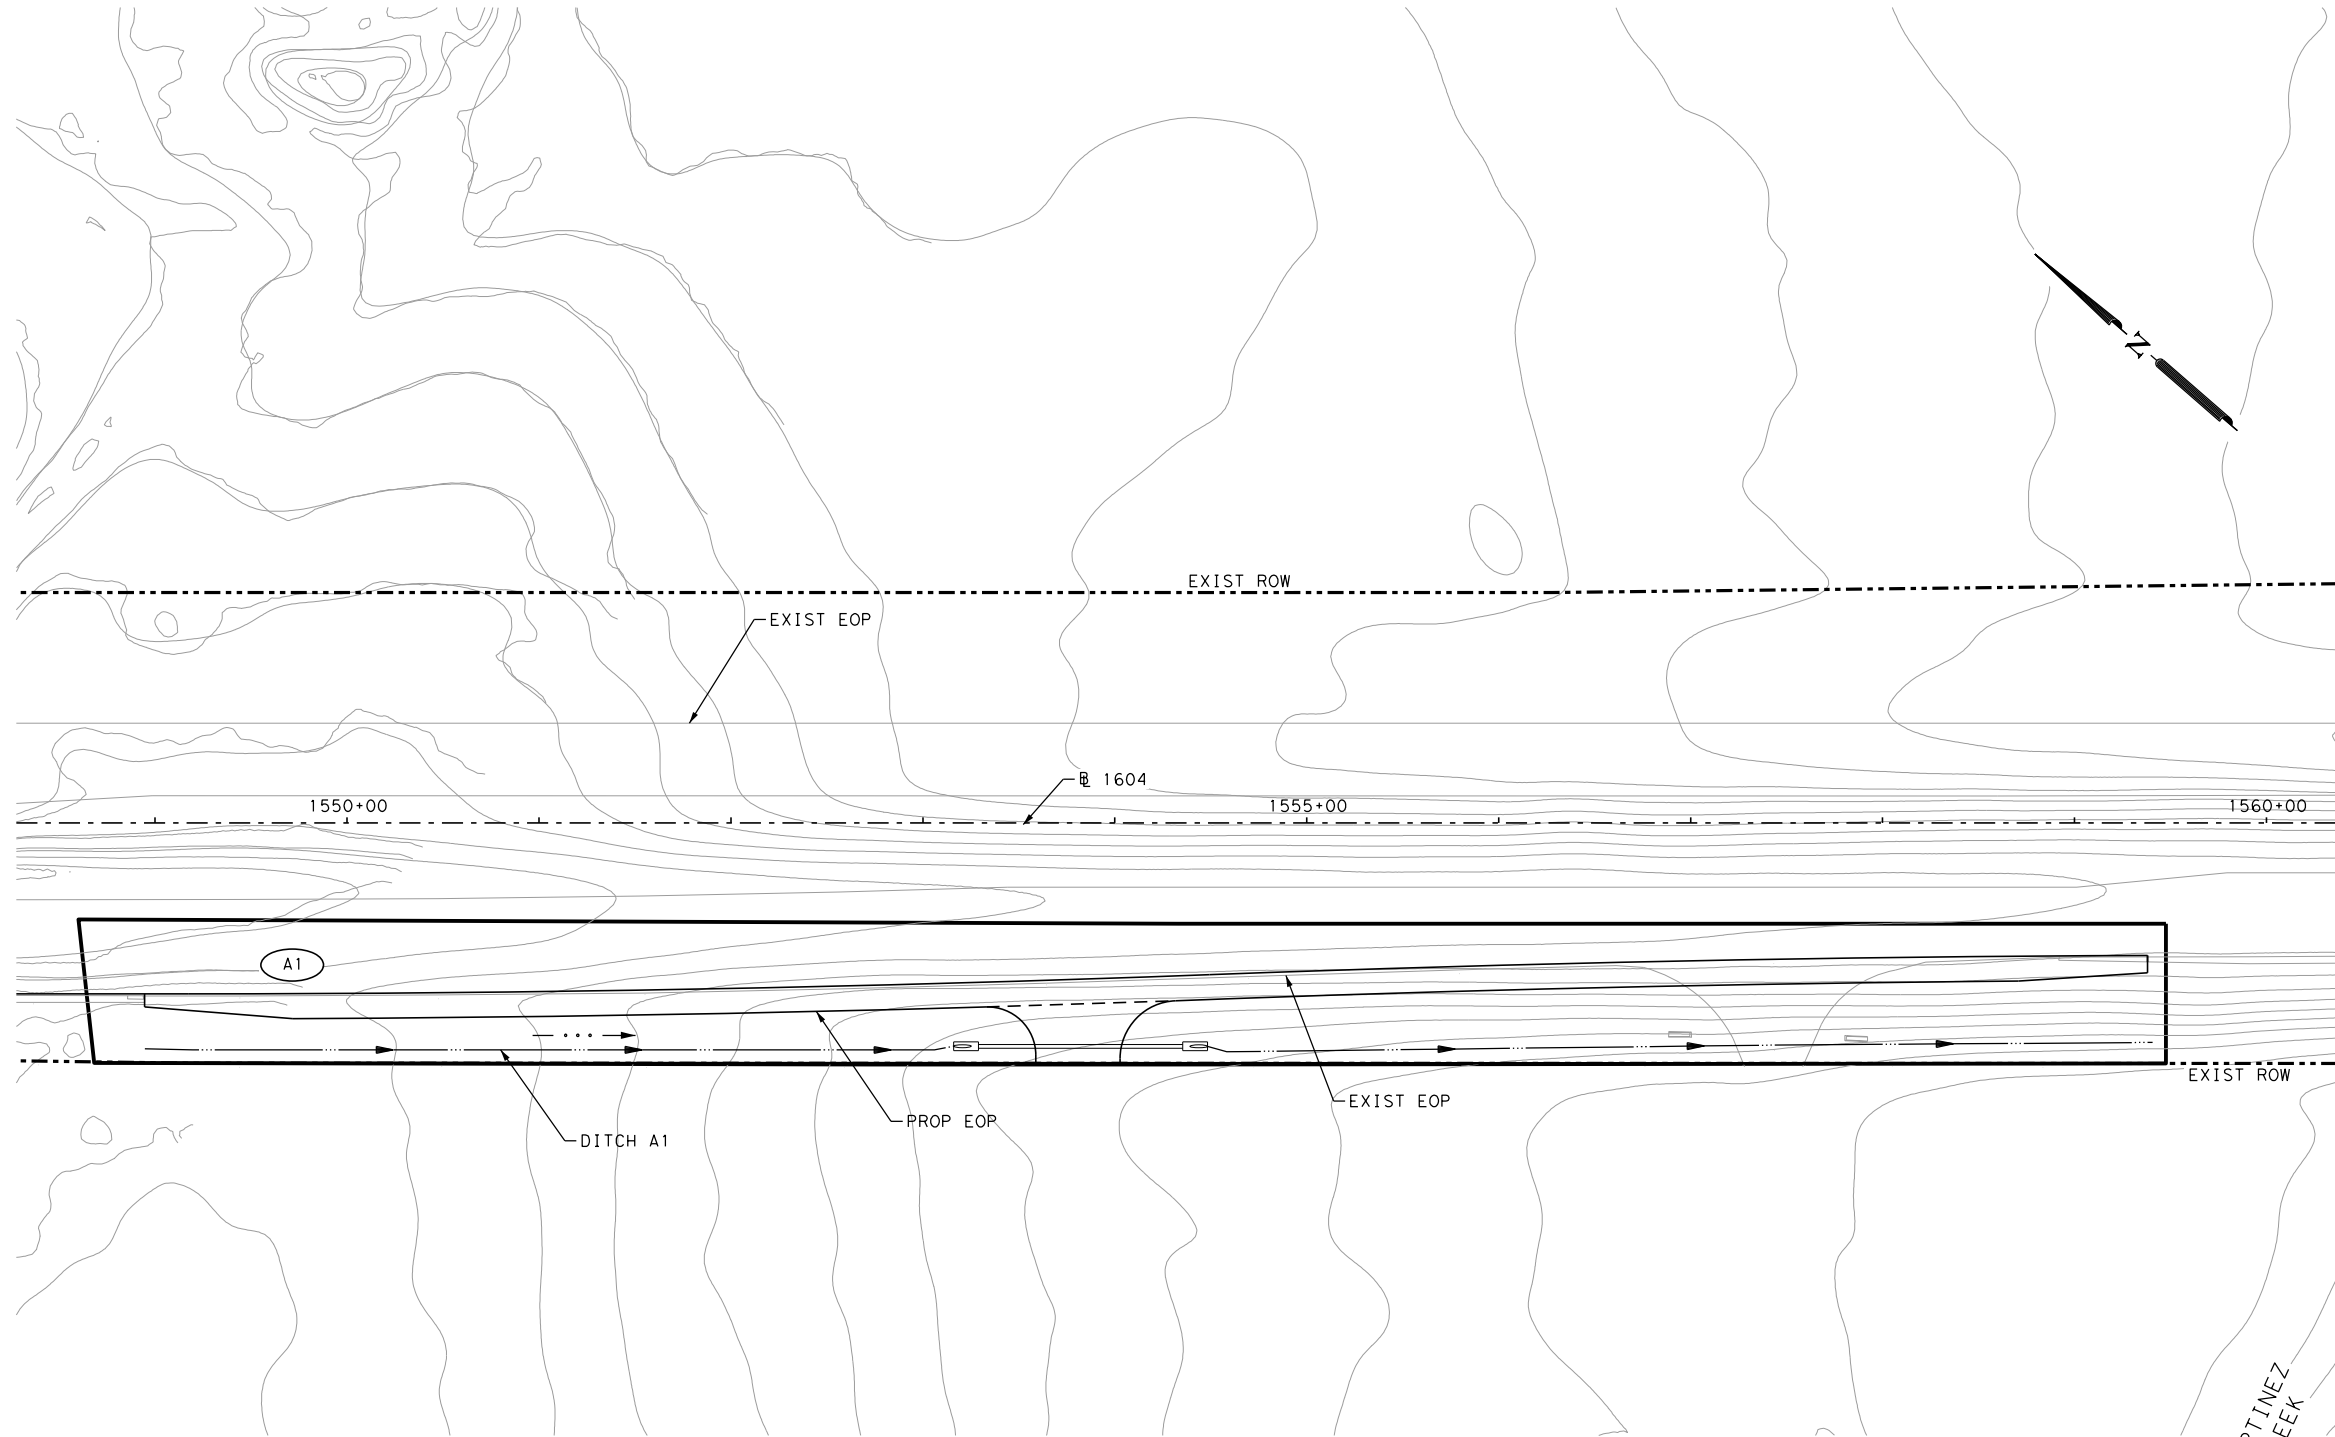 N
EXIST ROW
EXIST EOP
BL 1604
1550+00
1555+00
1560+00
A1
EXIST ROW
EXIST EOP
PROP EOP
DITCH A1